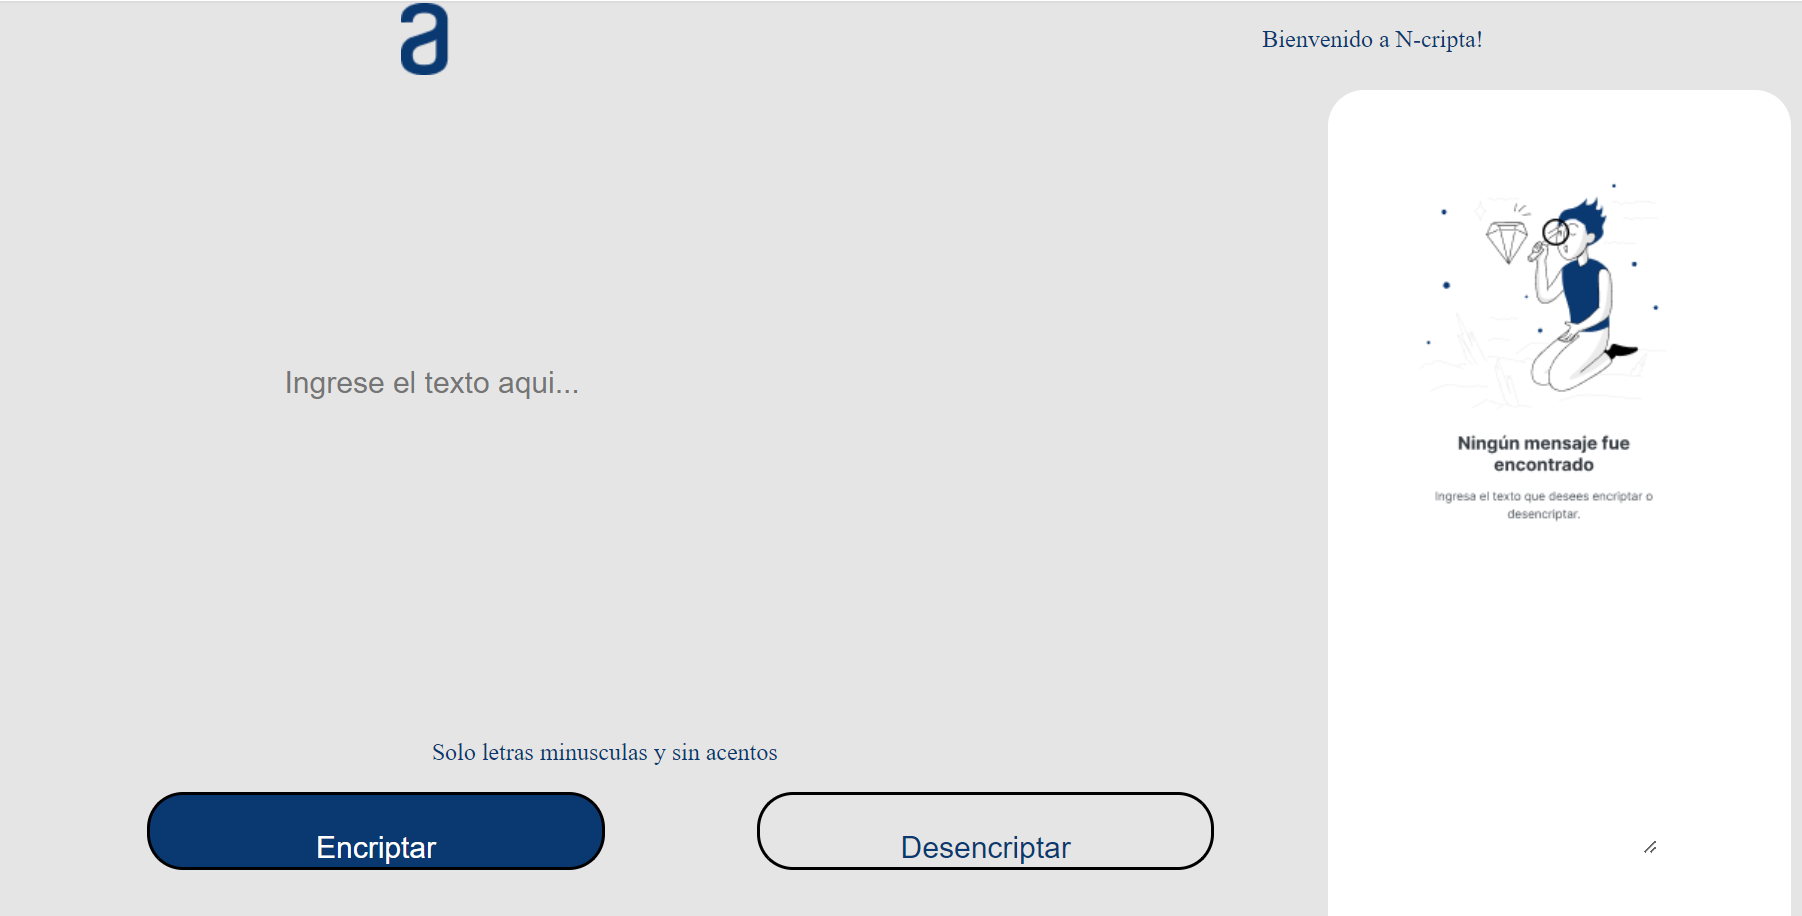 a
Bienvenido a N-cripta!
Ingrese el texto aqui...
Ningún mensaje fue
encontrado
Ingresa el texto que desees encriptar o
desencriptar.
Solo letras minusculas y sin acentos
Encriptar
Desencriptar